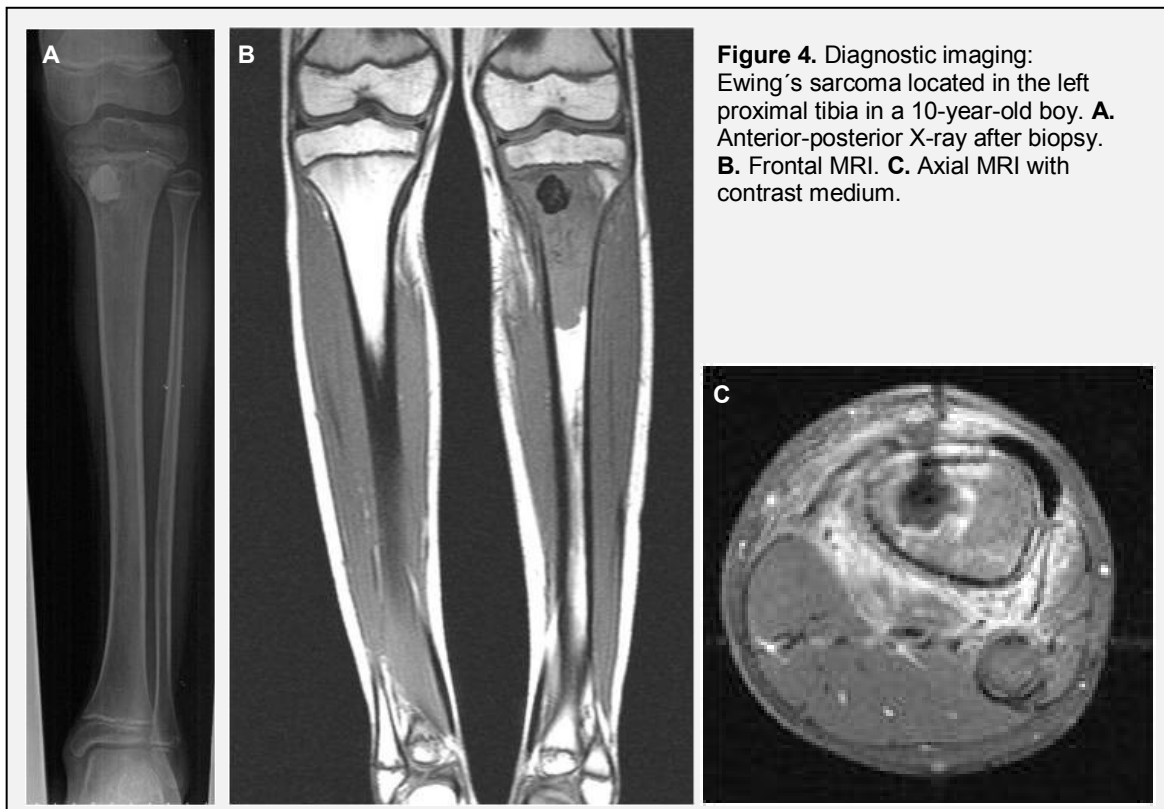 A
B
Figure 4. Diagnostic imaging:
Ewing´s sarcoma located in the left
proximal tibia in a 10-year-old boy. A.
Anterior-posterior X-ray after biopsy.
B. Frontal MRI. C. Axial MRI with
contrast medium.
C